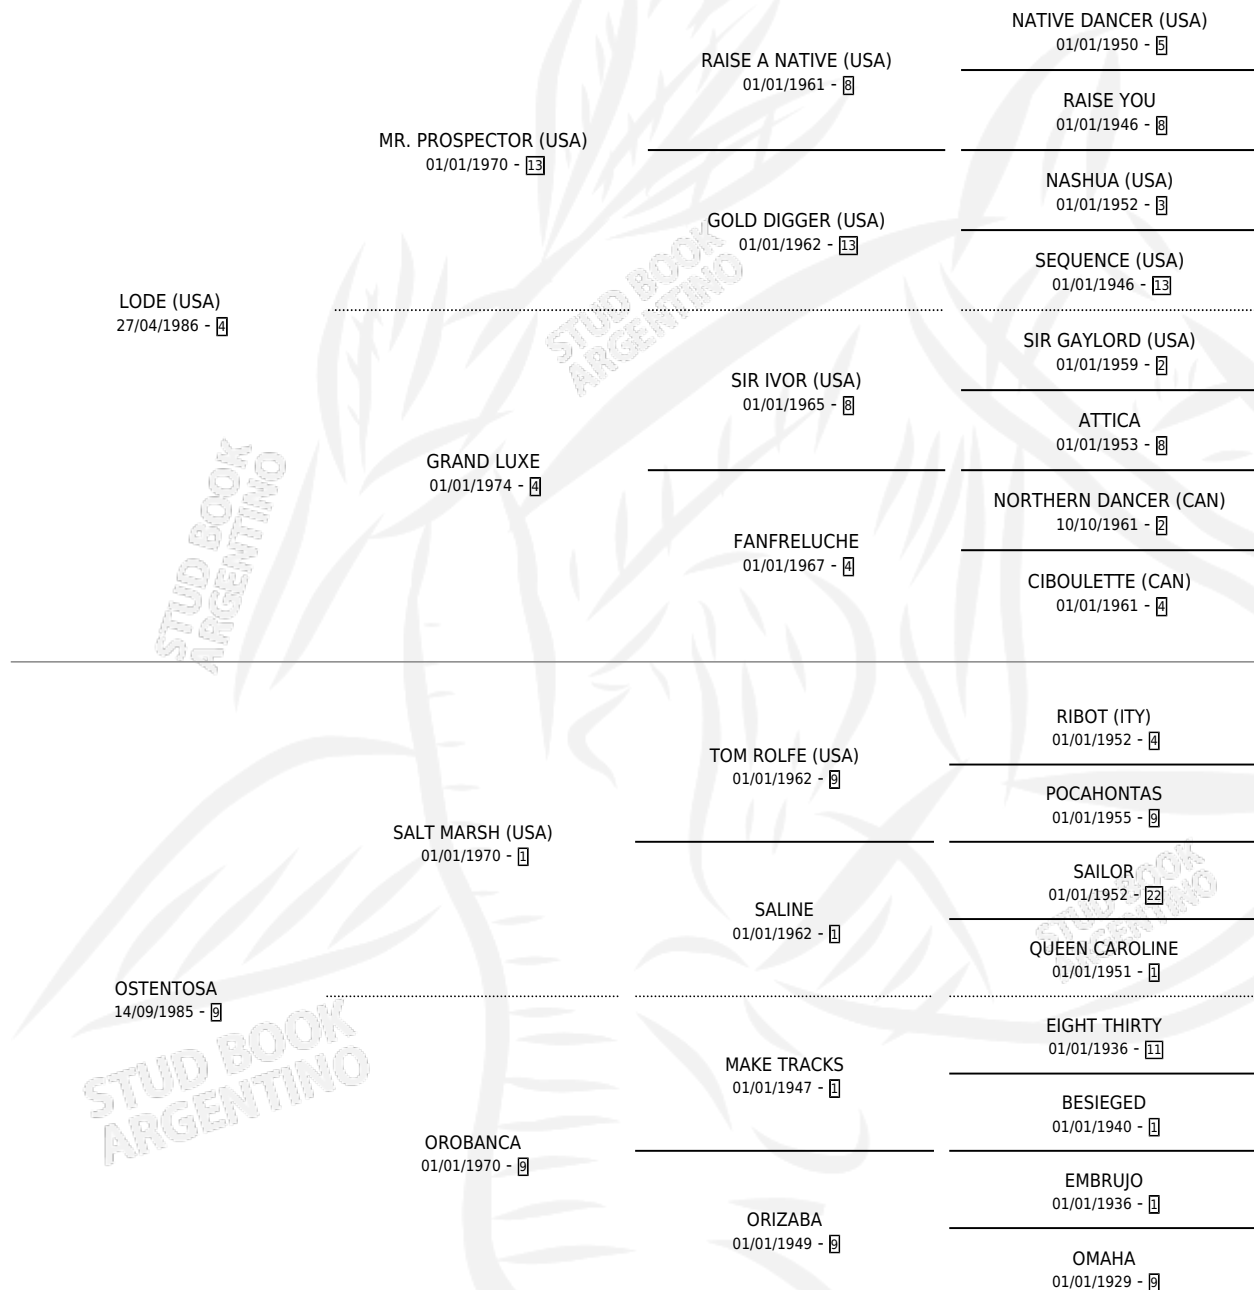 NATIVE DANCER (USA)
01/01/1950 - 5
RAISE A NATIVE (USA)
01/01/1961 - 8
RAISE YOU
01/01/1946 - 8
MR. PROSPECTOR (USA)
01/01/1970 - 13
NASHUA (USA)
01/01/1952 - 3
GOLD DIGGER (USA)
01/01/1962 - 13
SEQUENCE (USA)
01/01/1946 - 13
LODE (USA)
27/04/1986 - 4
STUD BOOK
ARGENTINO
SIR GAYLORD (USA)
01/01/1959 - 2
SIR IVOR (USA)
01/01/1965 - 8
ATTICA
01/01/1953 - 8
GRAND LUXE
01/01/1974 - 4
NORTHERN DANCER (CAN)
10/10/1961 - 2
FANFRELUCHE
01/01/1967 - 4
CIBOULETTE (CAN)
01/01/1961 - 4
STUD BOOK
ARGENTINO
RIBOT (ITY)
01/01/1952 - 4
TOM ROLFE (USA)
01/01/1962 - 9
POCAHONTAS
01/01/1955 - 9
SALT MARSH (USA)
01/01/1970 - 1
SAILOR
01/01/1952 - 22
SALINE
01/01/1962 - 1
STUD BOOK
ARGENTINO
QUEEN CAROLINE
01/01/1951 - 1
OSTENTOSA
14/09/1985 - 9
STUD BOOK
ARGENTINO
EIGHT THIRTY
01/01/1936 - 11
MAKE TRACKS
01/01/1947 - 1
BESIEGED
01/01/1940 - 1
OROBANCA
01/01/1970 - 9
EMBRUJO
01/01/1936 - 1
ORIZABA
01/01/1949 - 9
OMAHA
01/01/1929 - 9